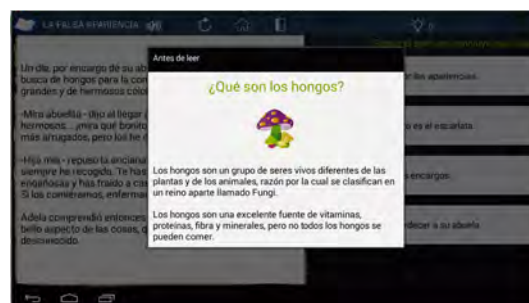 LA FALSA APARIENCIA
Antes de leer
¿Qué son los hongos?
Los hongos son un grupo de seres vivos diferentes de las
plantas y de los animales, razón por la cual se clasifican en
un reino aparte llamado Fungi.
Los hongos son una excelente fuente de vitaminas,
proteínas, fibra y minerales, pero no todos los hongos se
pueden comer.
Un día, por encargo de su ab
busca de hongos para la com
grandes y de hermosos color
-Mira abuelita - dijo al llegar
hermosos... ¡mira qué bonito
más arrugados, pero los he d
-Hija mía - repuso la anciana
siempre he recogido. Te has
engañosas y has traído a cas
Si los comiéramos, enfermar
Adela comprendió entonces
bello aspecto de las cosas, q
desconocido.
las apariencias.
o es el escarlata.
encargos.
decer a su abuela.